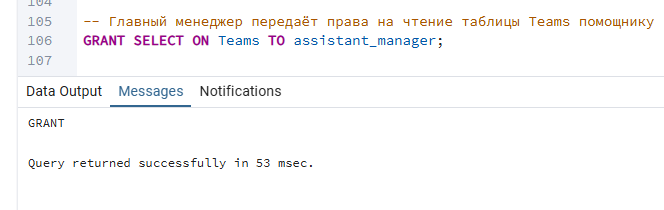 104
105 -- Главный менеджер передаёт права на чтение таблицы Teams помощнику
106 GRANT SELECT ON Teams TO assistant_manager;
107
Data Output Messages Notifications
GRANT
Query returned successfully in 53 msec.